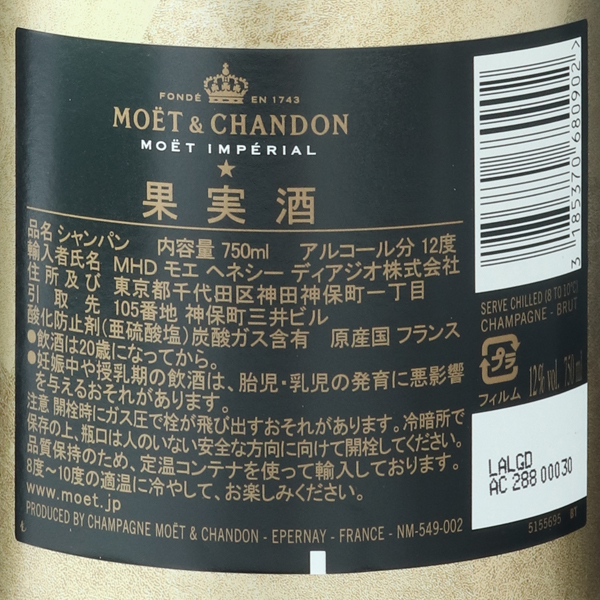 FONDÉ EN 1743
MOËT & CHANDON
MOËT IMPÉRIAL
果実酒
品名 シャンパン 内容量 750ml アルコール分 12度
輸入者氏名 MHD モエ ヘネシー ディアジオ株式会社
住所及び 東京都千代田区神田神保町一丁目
引取先 105番地 神保町三井ビル
酸化防止剤(亜硫酸塩)炭酸ガス含有 原産国 フランス
●飲酒は20歳になってから。
●妊娠中や授乳期の飲酒は、胎児・乳児の発育に悪影響
を与えるおそれがあります。
注意 開栓時にガス圧で栓が飛び出すおそれがあります。冷暗所で
保存の上、瓶口は人のいない安全な方向に向けて開栓してください。
品質保持のため、定温コンテナを使って輸入しております。
8度〜10度の適温に冷やして、お楽しみください。
www.moet.com
PRODUCED BY CHAMPAGNE MOËT & CHANDON - EPERNAY - FRANCE - NM-549-002
3 185370 680902 >
SERVE CHILLED (8 TO 10°C)
CHAMPAGNE - BRUT
プラ
フィルム
12% vol. 750 ml
LALGD
AC 288 00030
5155695 BT